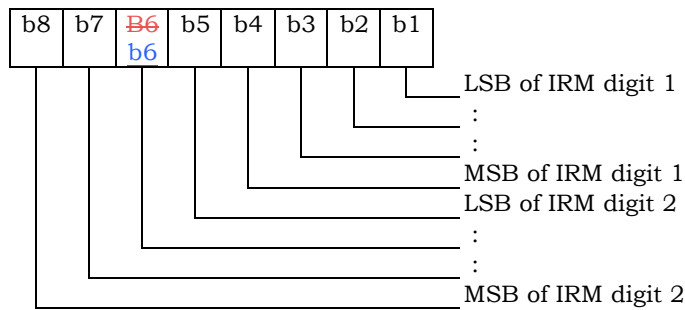 b8 b7 B6 b5 b4 b3 b2 b1
b6
LSB of IRM digit 1
:
:
MSB of IRM digit 1
LSB of IRM digit 2
:
:
MSB of IRM digit 2